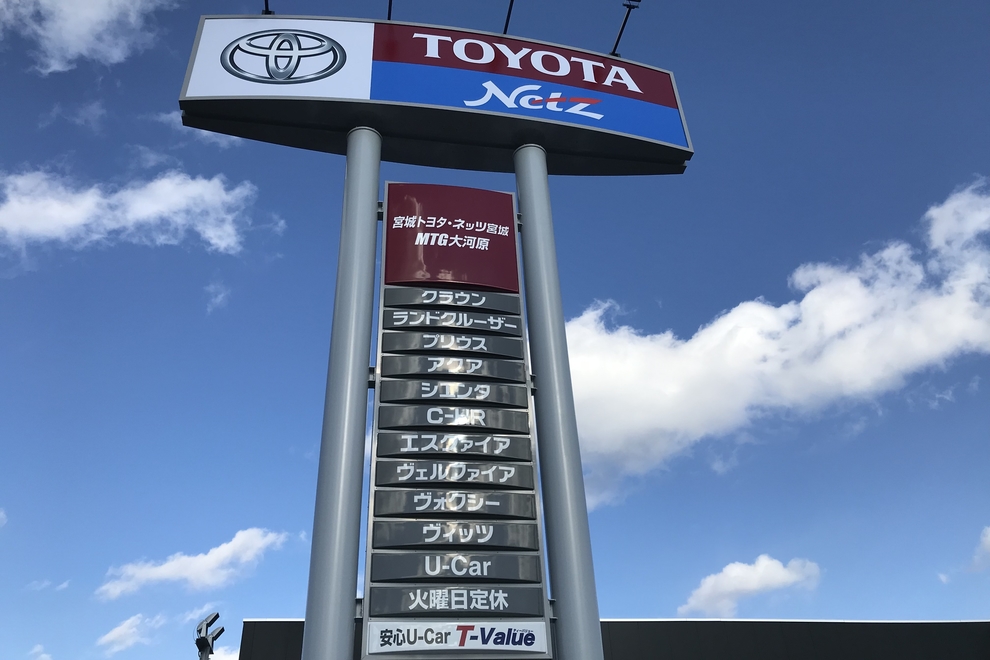 TOYOTA
Netz
宮城トヨタ・ネッツ宮城
MTG大河原
クラウン
ランドクルーザー
プリウス
アクア
シエンタ
C-HR
エスクァイア
ヴェルファイア
ヴォクシー
ヴィッツ
U-Car
火曜日定休
安心U-Car T-Value